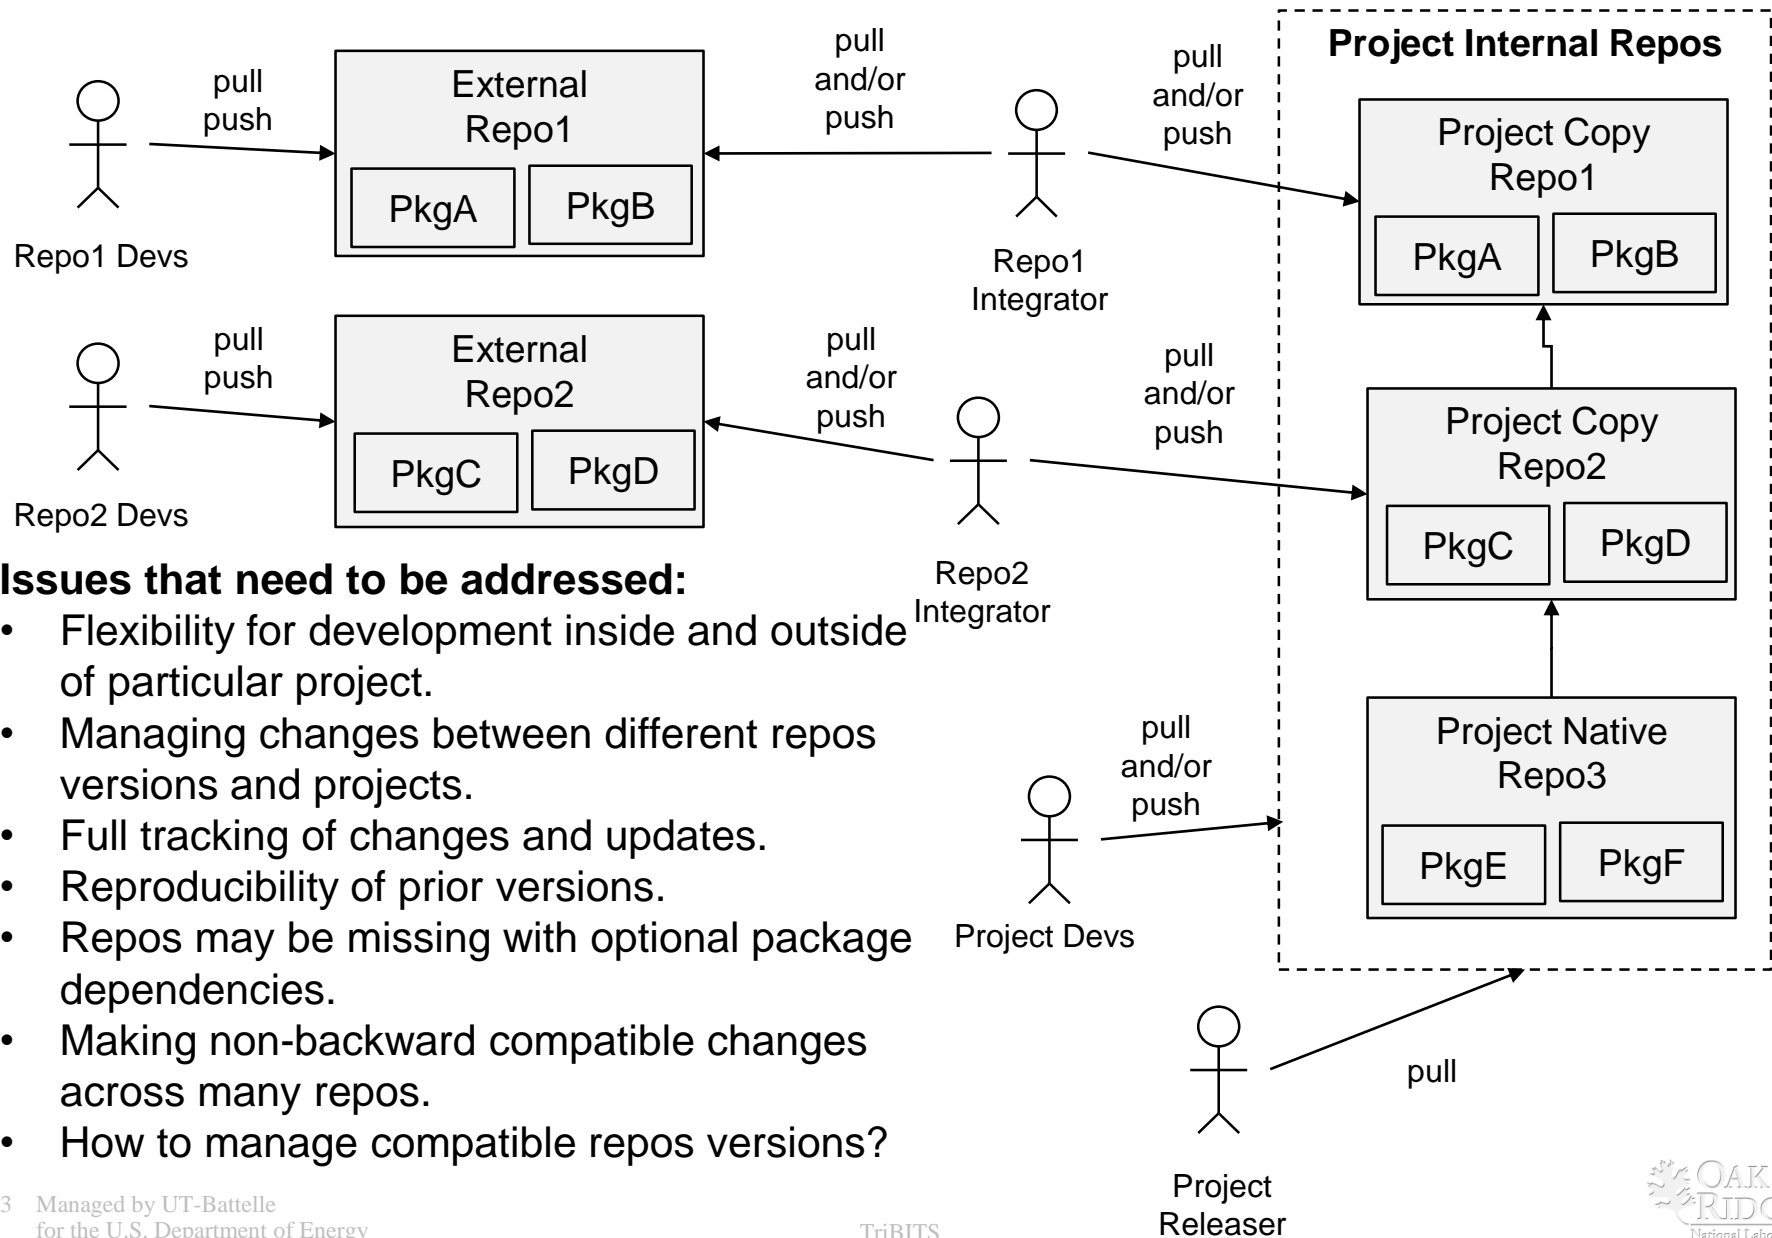 Project Internal Repos
pull
push
Repo1 Devs
External
Repo1
PkgA
PkgB
pull
and/or
push
Repo1
Integrator
pull
and/or
push
Project Copy
Repo1
PkgA
PkgB
pull
push
Repo2 Devs
External
Repo2
PkgC
PkgD
pull
and/or
push
Repo2
Integrator
pull
and/or
push
Project Copy
Repo2
PkgC
PkgD
Issues that need to be addressed:
• Flexibility for development inside and outside
of particular project.
• Managing changes between different repos
versions and projects.
• Full tracking of changes and updates.
• Reproducibility of prior versions.
• Repos may be missing with optional package
dependencies.
• Making non-backward compatible changes
across many repos.
• How to manage compatible repos versions?
pull
and/or
push
Project Devs
Project Native
Repo3
PkgE
PkgF
pull
Project
Releaser
3 Managed by UT-Battelle
for the U.S. Department of Energy
TriBITS
OAK
National